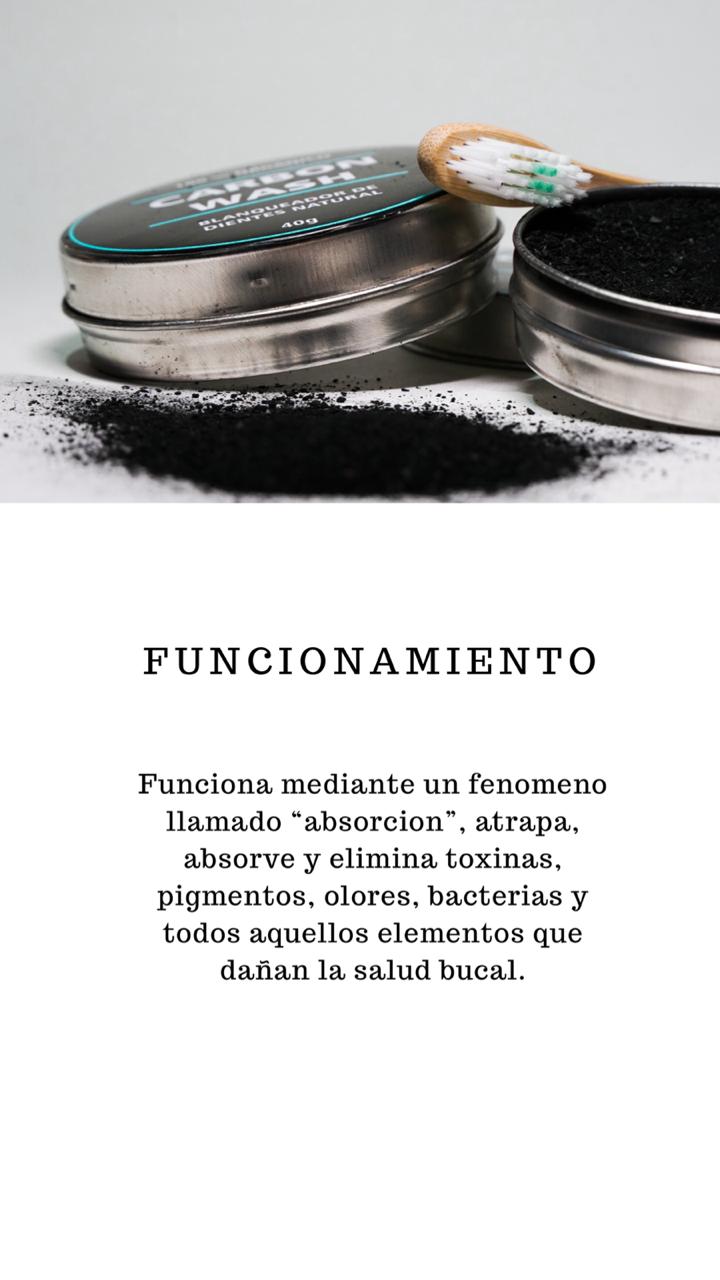 CARBON
WASH
BLANQUEADOR DE
DIENTES NATURAL
40g
FUNCIONAMIENTO
Funciona mediante un fenomeno
llamado “absorcion”, atrapa,
absorve y elimina toxinas,
pigmentos, olores, bacterias y
todos aquellos elementos que
dañan la salud bucal.